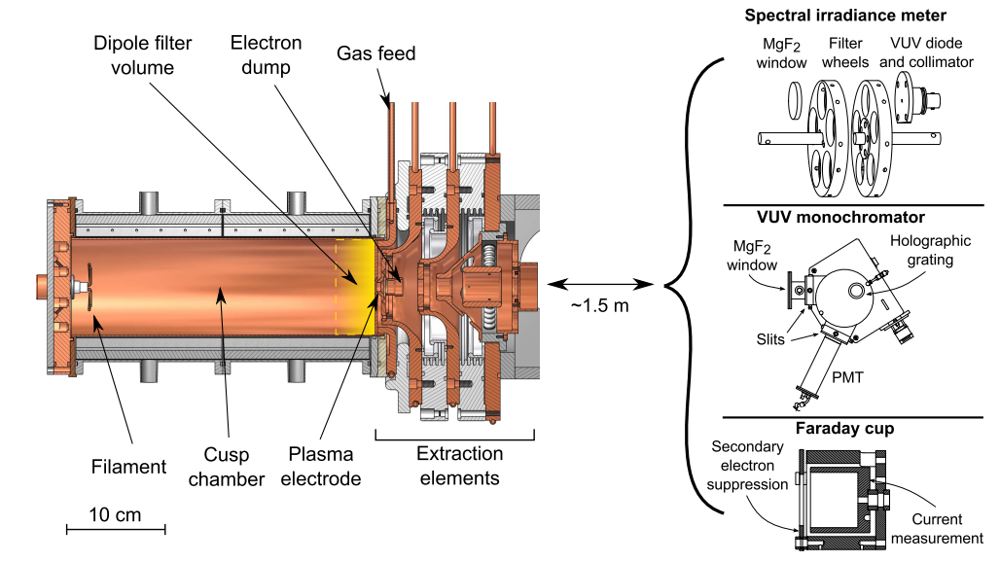 Dipole filter
volume
Electron
dump
Gas feed
Filament
Cusp
chamber
Plasma
electrode
Extraction
elements
10 cm
~1.5 m
Spectral irradiance meter
MgF2
window
Filter
wheels
VUV diode
and collimator
VUV monochromator
MgF2
window
Holographic
grating
Slits
PMT
Faraday cup
Secondary
electron
suppression
Current
measurement